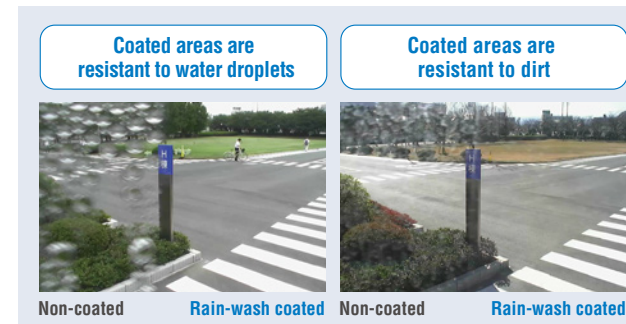 Coated areas are
resistant to water droplets
Coated areas are
resistant to dirt
Non-coated
Rain-wash coated
Non-coated
Rain-wash coated